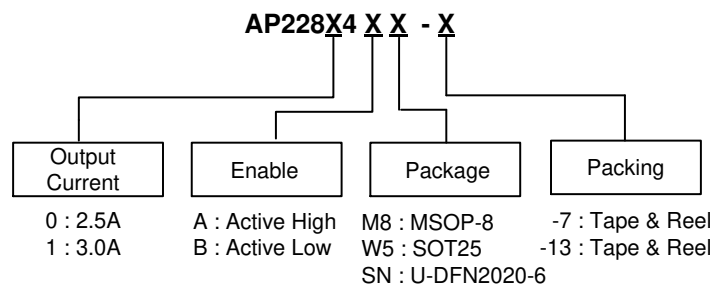 AP228X4 X X - X
Output
Current
Enable
Package
Packing
0 : 2.5A
1 : 3.0A
A : Active High
B : Active Low
M8 : MSOP-8
W5 : SOT25
SN : U-DFN2020-6
-7 : Tape & Reel
-13 : Tape & Reel